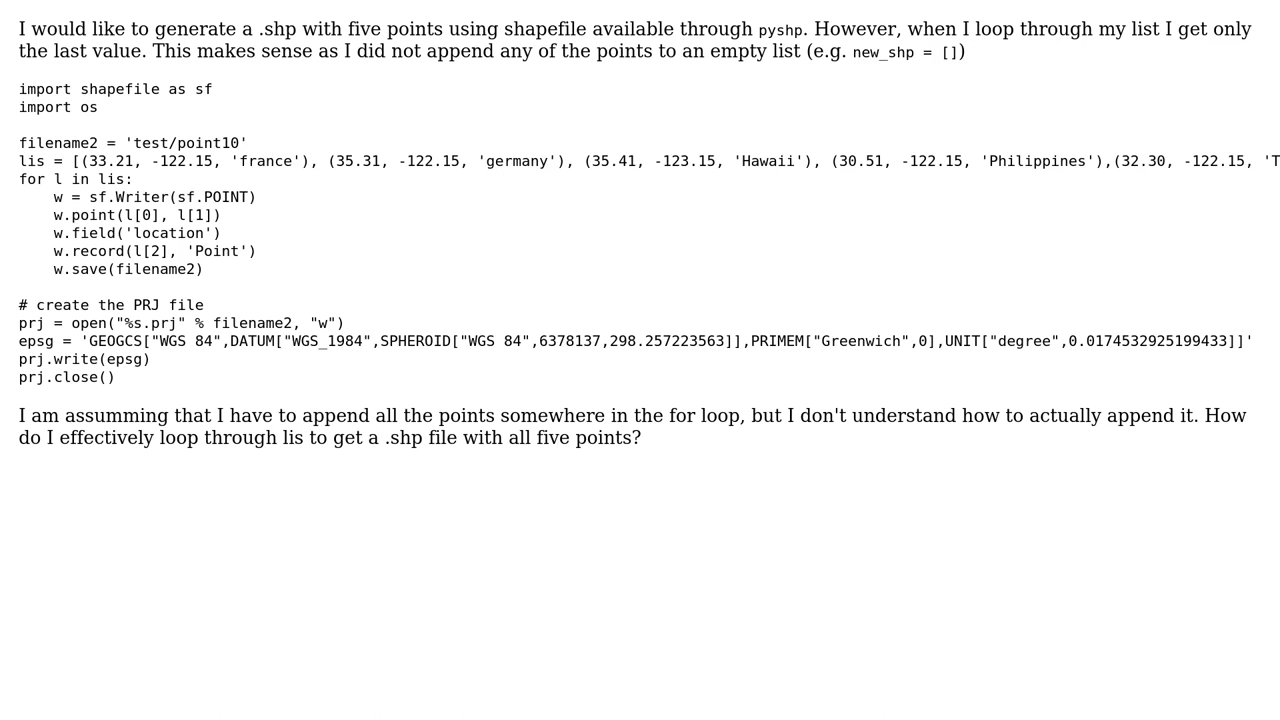 I would like to generate a .shp with five points using shapefile available through pyshp. However, when I loop through my list I get only
the last value. This makes sense as I did not append any of the points to an empty list (e.g. new_shp = [])
import shapefile as sf
import os
filename2 = 'test/point10'
lis = [(33.21, -122.15, 'france'), (35.31, -122.15, 'germany'), (35.41, -123.15, 'Hawaii'), (30.51, -122.15, 'Philippines'),(32.30, -122.15, 'T
for l in lis:
    w = sf.Writer(sf.POINT)
    w.point(l[0], l[1])
    w.field('location')
    w.record(l[2], 'Point')
    w.save(filename2)
# create the PRJ file
prj = open("%s.prj" % filename2, "w")
epsg = 'GEOGCS["WGS 84",DATUM["WGS_1984",SPHEROID["WGS 84",6378137,298.257223563]],PRIMEM["Greenwich",0],UNIT["degree",0.0174532925199433]]'
prj.write(epsg)
prj.close()
I am assumming that I have to append all the points somewhere in the for loop, but I don't understand how to actually append it. How
do I effectively loop through lis to get a .shp file with all five points?